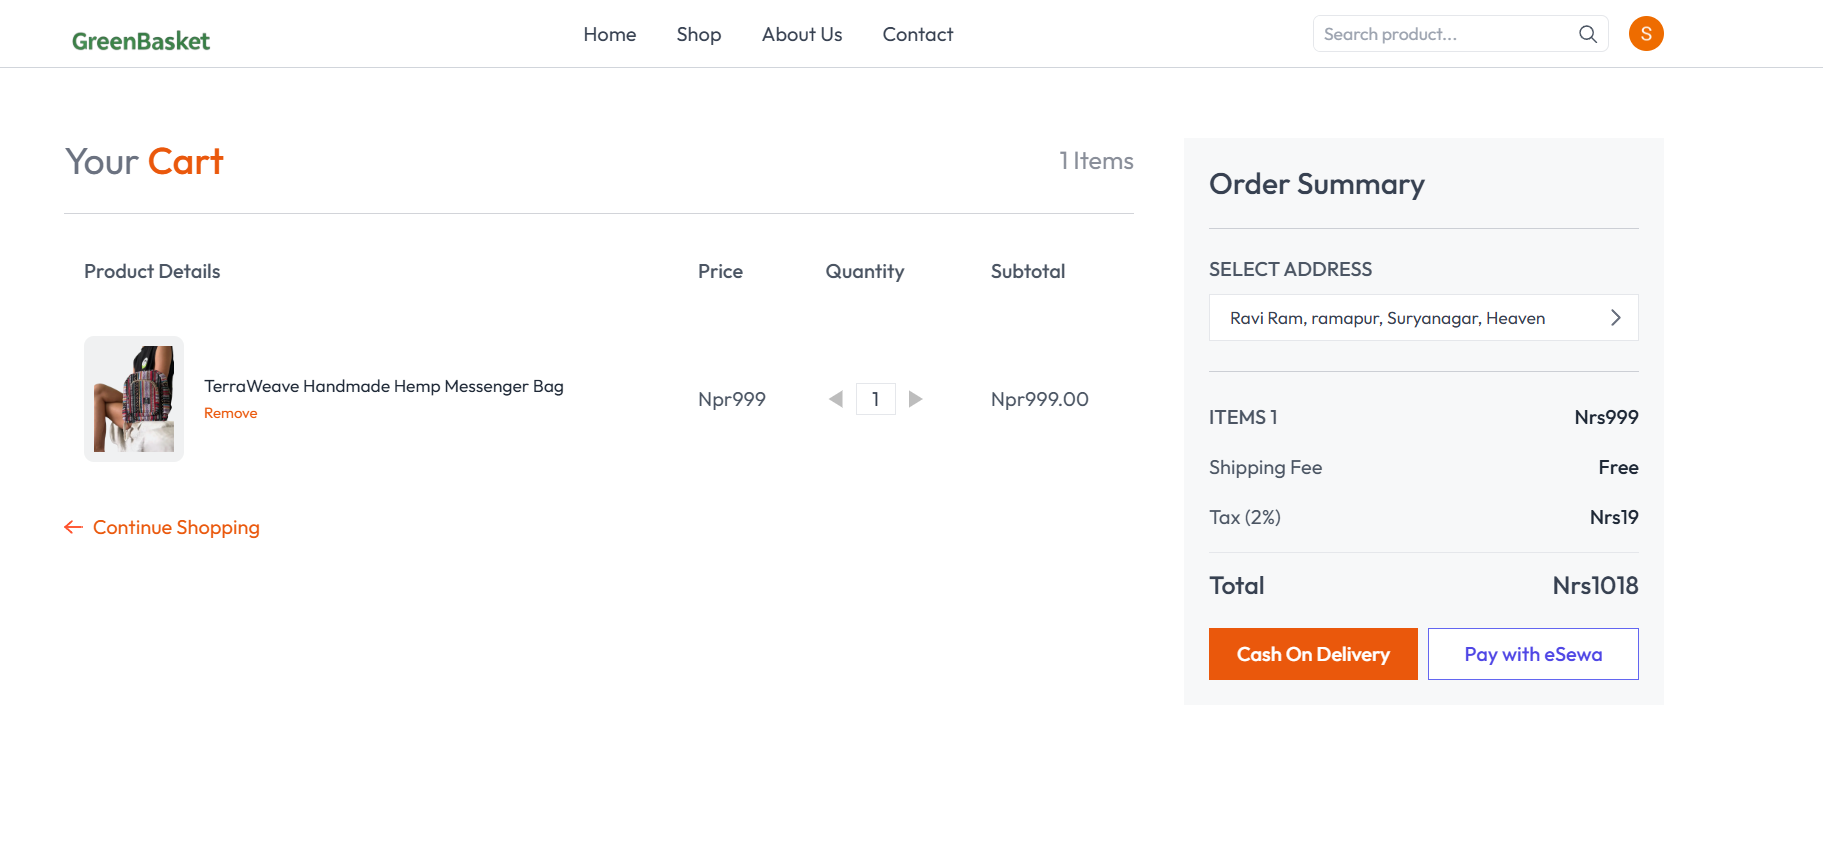 GreenBasket
Home Shop About Us Contact
Search product...
S
Your Cart
1 Items
Product Details Price Quantity Subtotal
TerraWeave Handmade Hemp Messenger Bag
Remove
Npr999 1 Npr999.00
Continue Shopping
Order Summary
SELECT ADDRESS
Ravi Ram, ramapur, Suryanagar, Heaven
ITEMS 1 Nrs999
Shipping Fee Free
Tax (2%) Nrs19
Total Nrs1018
Cash On Delivery Pay with eSewa